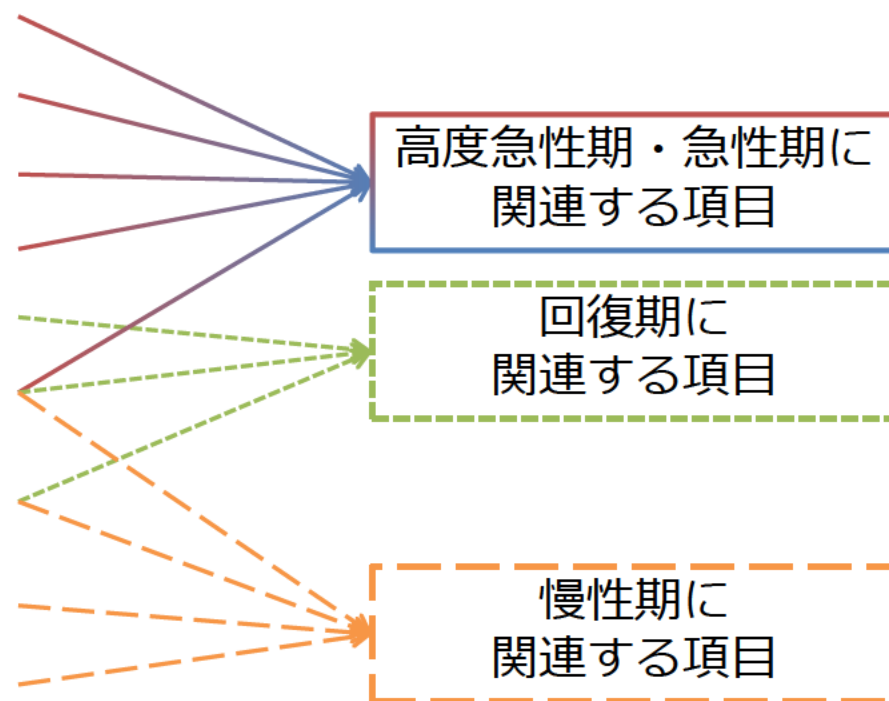 高度急性期・急性期に
関連する項目
回復期に
関連する項目
慢性期に
関連する項目